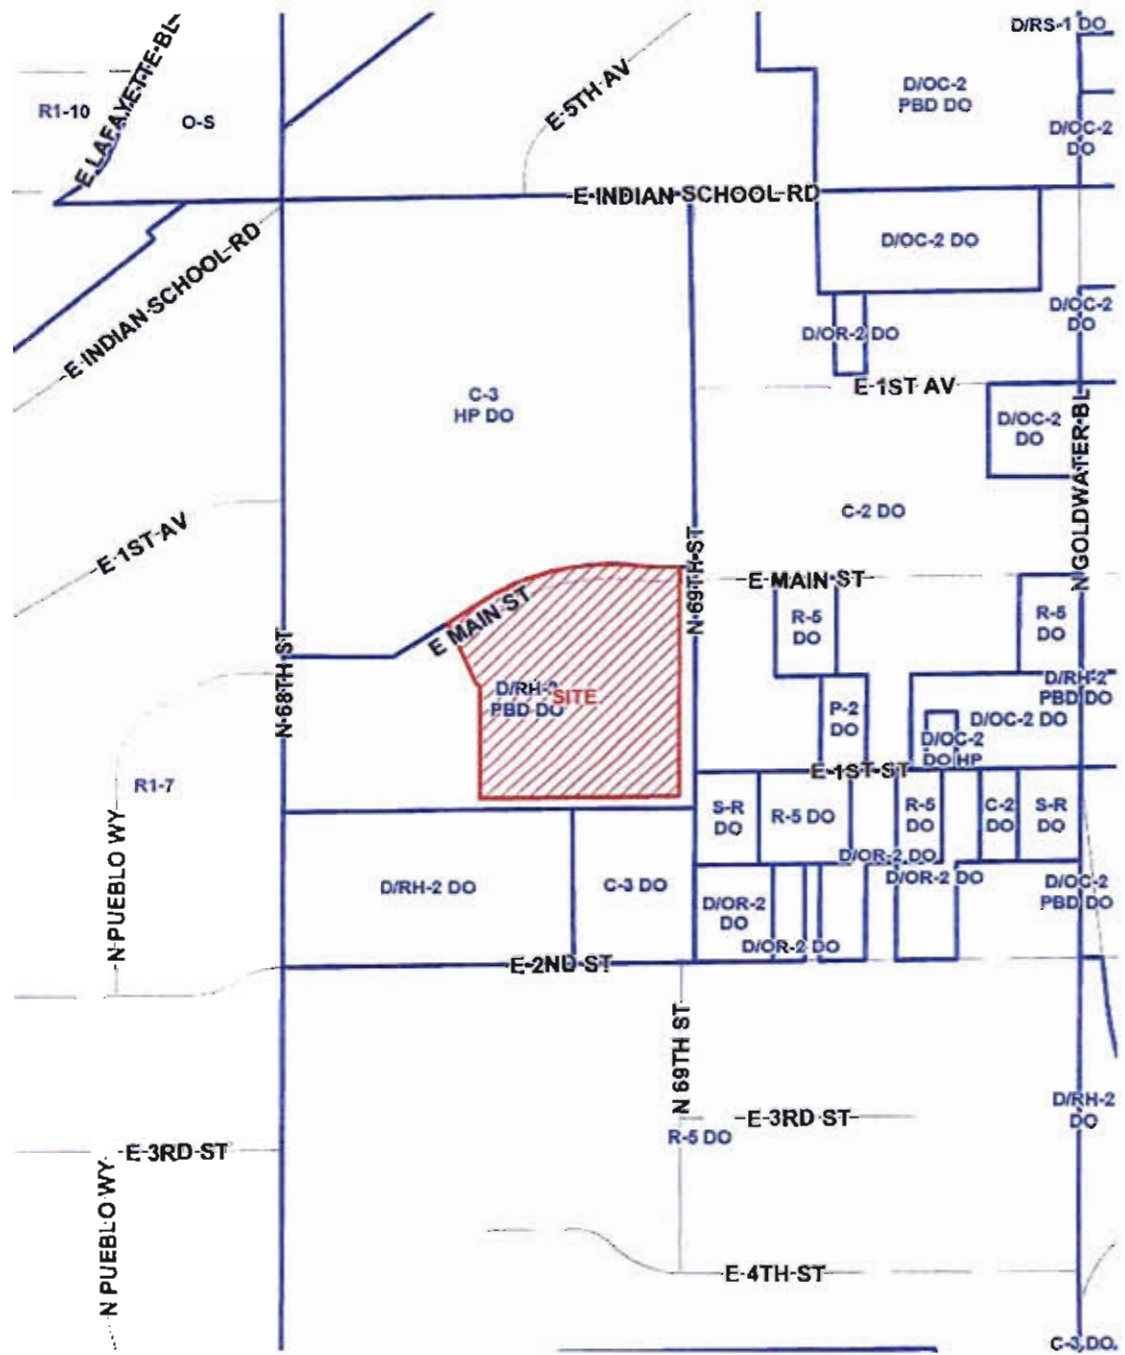 D/RS-1 DO
E LAFAYETTE BL
E 5TH AV
D/OC-2
PBD DO
R1-10
O-S
D/OC-2
DO
E INDIAN SCHOOL RD
E INDIAN SCHOOL RD
D/OC-2 DO
D/OC-2
DO
D/OR-2 DO
E 1ST AV
C-3
HP DO
D/OC-2
DO
N GOLDWATER BL
C-2 DO
E 1ST AV
N 69TH ST
E MAIN ST
E MAIN ST
R-5
DO
R-5
DO
N 68TH ST
D/RH-2
PBD DO
SITE
D/RH-2
PBD DO
P-2
DO
D/OC-2 DO
D/OC-2
DO HP
E 1ST ST
R1-7
N PUEBLO WY
S-R
DO
R-5 DO
R-5
DO
C-2
DO
S-R
DO
D/OR-2 DO
D/OR-2 DO
D/RH-2 DO
C-3 DO
D/OR-2
DO
D/OC-2
PBD DO
D/OR-2 DO
E 2ND ST
N 69TH ST
D/RH-2
DO
E 3RD ST
R-5 DO
E 3RD ST
N PUEBLO WY
E 4TH ST
C-3 DO